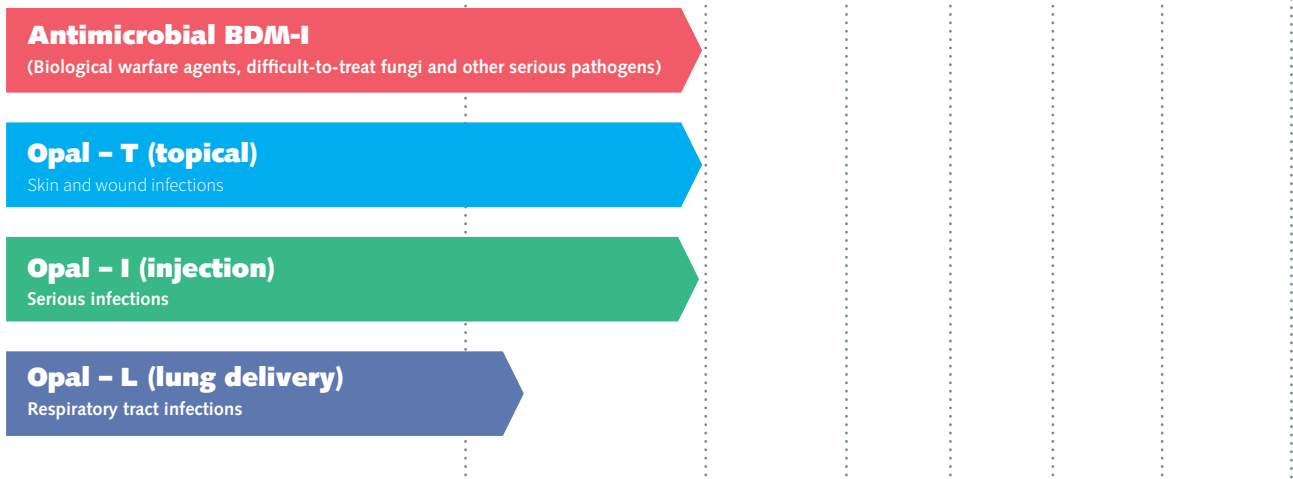 Antimicrobial BDM-I
(Biological warfare agents, difficult-to-treat fungi and other serious pathogens)
Opal – T (topical)
Skin and wound infections
Opal – I (injection)
Serious infections
Opal – L (lung delivery)
Respiratory tract infections